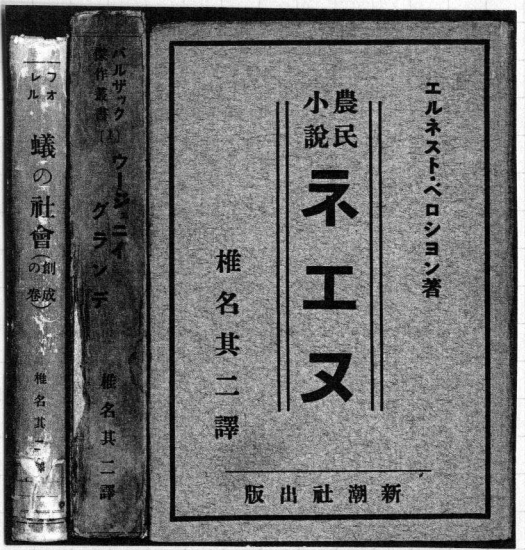 エルネスト・ペロション著
農民
小説
ネエヌ
椎名其二譯
新潮社出版
バルザック
傑作叢書
ウージェニイ
グランデ
椎名其二譯
フオ
レル
蟻の社會
(創成
の巻)
椎名其二譯